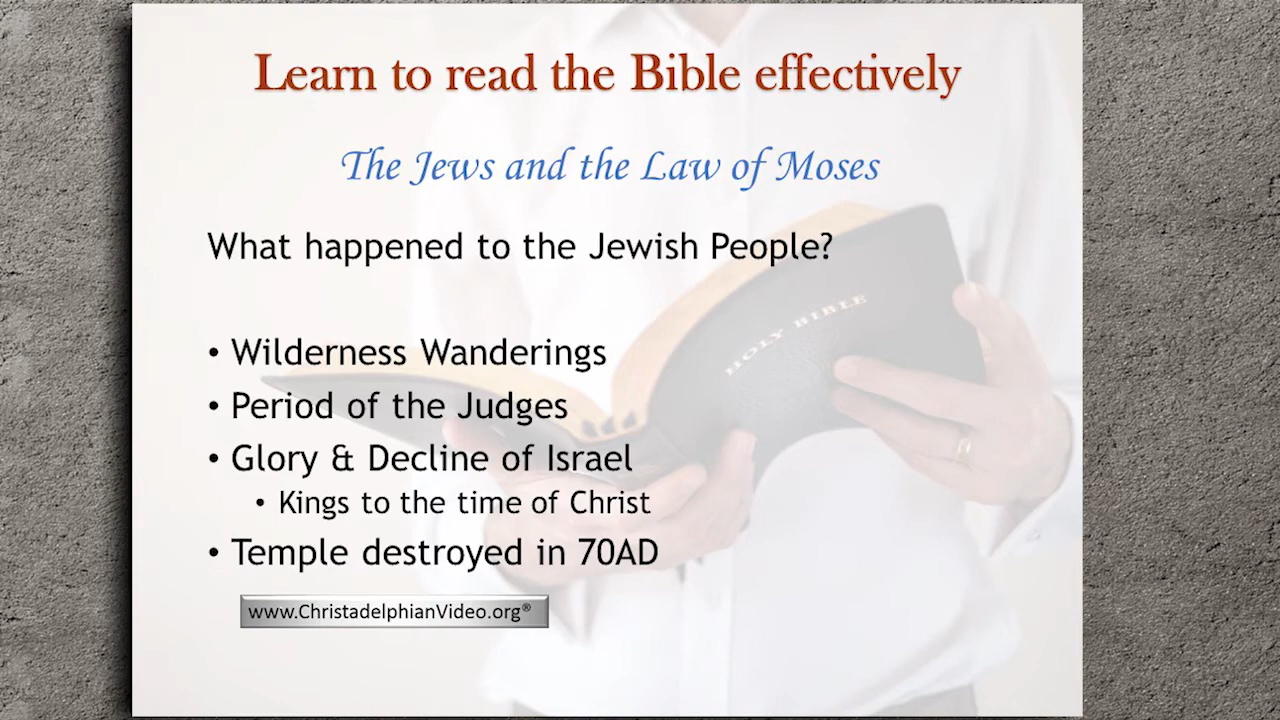 Learn to read the Bible effectively
The Jews and the Law of Moses
What happened to the Jewish People?
• Wilderness Wanderings
• Period of the Judges
• Glory & Decline of Israel
• Kings to the time of Christ
• Temple destroyed in 70AD
HOLY BIBLE
www.ChristadelphianVideo.org®